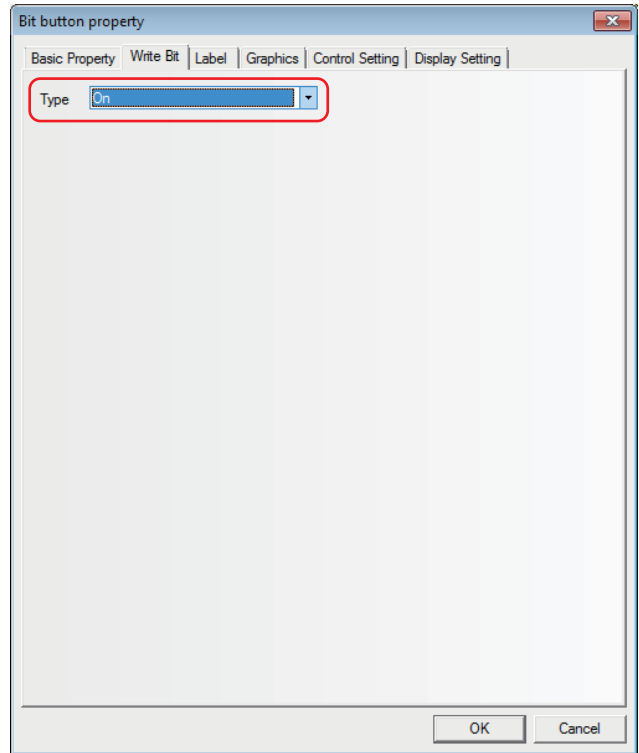 Bit button property
Basic Property Write Bit Label Graphics Control Setting Display Setting
Type On
OK Cancel